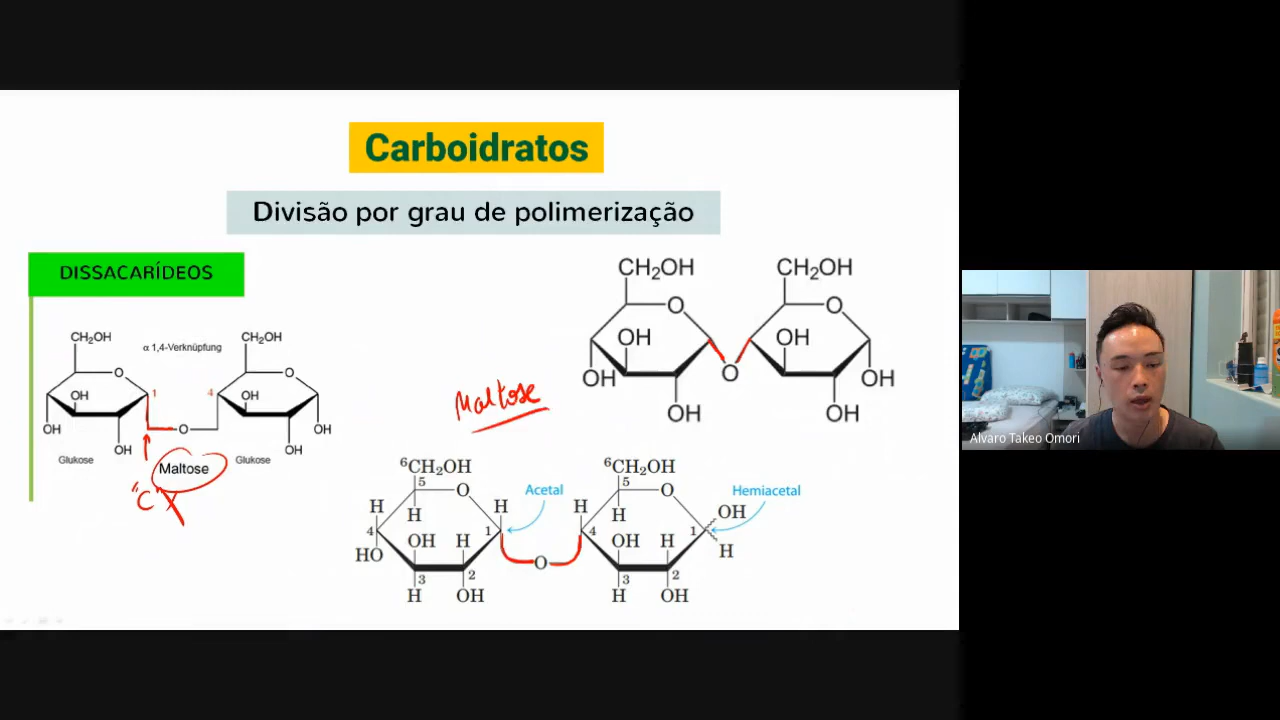 Carboidratos
Divisão por grau de polimerização
DISSACARÍDEOS
CH₂OH
α 1,4-Verknüpfung
CH₂OH
O
O
OH
1
4
OH
OH
O
OH
OH
OH
Glukose
Maltose
Glukose
"C"
Maltose
CH₂OH
CH₂OH
O
O
OH
OH
OH
O
OH
OH
OH
⁶CH₂OH
⁶CH₂OH
5
O
Acetal
5
O
Hemiacetal
H
H
H
H
H
OH
4
1
4
1
OH
H
OH
H
HO
O
H
3
2
3
2
H
OH
H
OH
Alvaro Takeo Omori